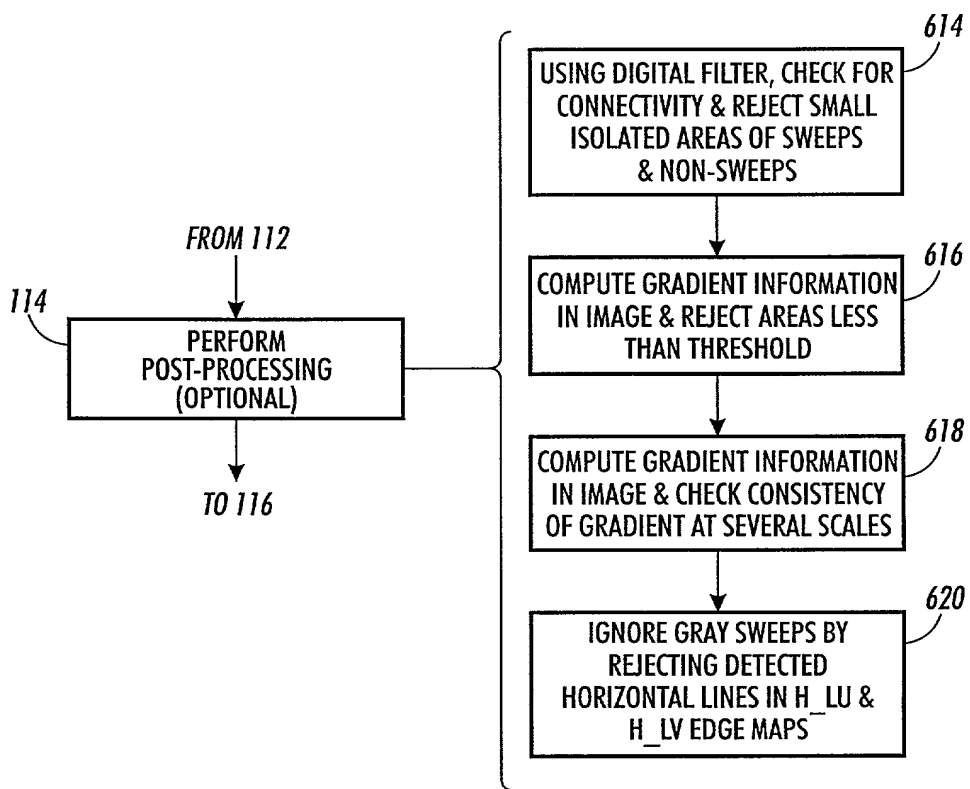 FROM 112
114
PERFORM
POST-PROCESSING
(OPTIONAL)
TO 116
614
USING DIGITAL FILTER, CHECK FOR
CONNECTIVITY & REJECT SMALL
ISOLATED AREAS OF SWEEPS
& NON-SWEEPS
616
COMPUTE GRADIENT INFORMATION
IN IMAGE & REJECT AREAS LESS
THAN THRESHOLD
618
COMPUTE GRADIENT INFORMATION
IN IMAGE & CHECK CONSISTENCY
OF GRADIENT AT SEVERAL SCALES
620
IGNORE GRAY SWEEPS BY
REJECTING DETECTED
HORIZONTAL LINES IN H_LU &
H_LV EDGE MAPS